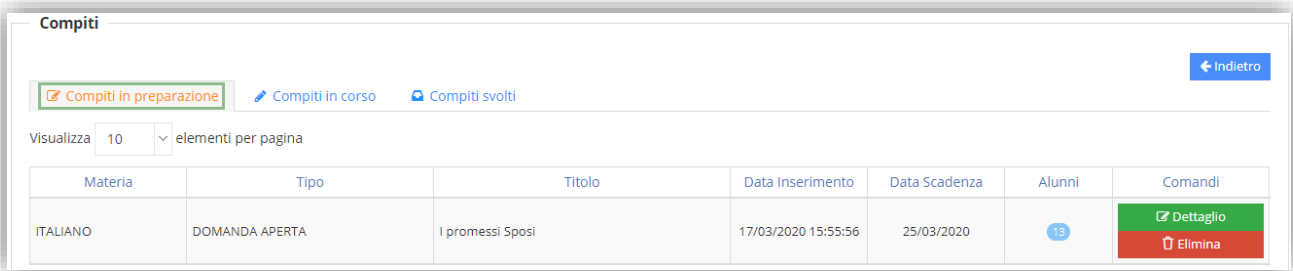 Compiti
Indietro
Compiti in preparazione Compiti in corso Compiti svolti
Visualizza 10 elementi per pagina
Materia Tipo Titolo Data Inserimento Data Scadenza Alunni Comandi
ITALIANO DOMANDA APERTA I promessi Sposi 17/03/2020 15:55:56 25/03/2020 13 Dettaglio
Elimina